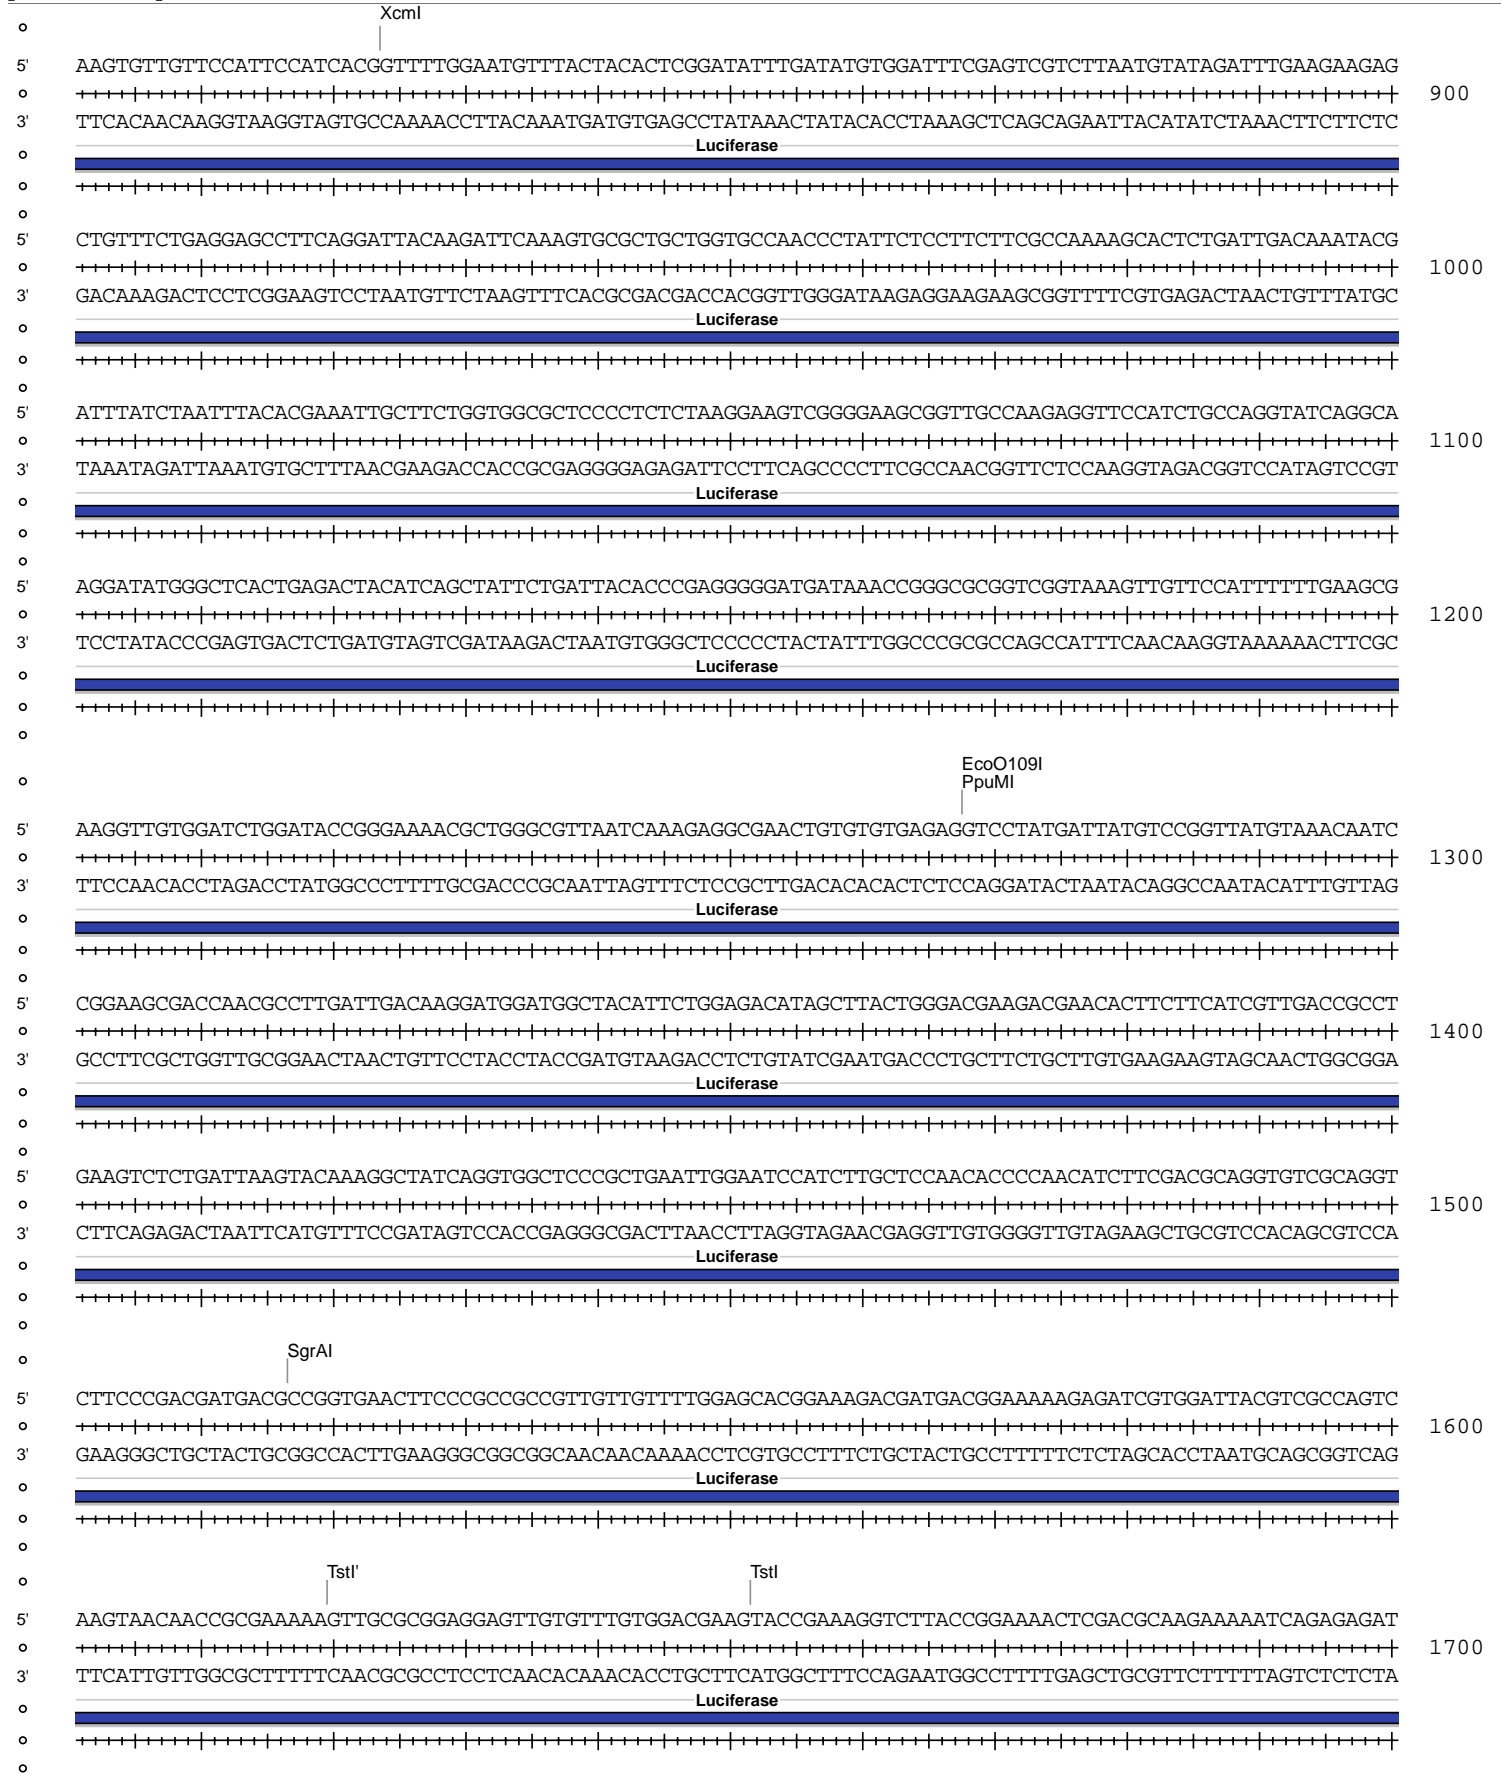 XcmI
5' AAGTGTTGTTCCATTCCATCACGGTTTTGGAATGTTTACTACACTCGGATATTTGATATGTGGATTTCGAGTCGTCTTAATGTATAGATTTGAAGAAGAG
900
3' TTCACAACAAGGTAAGGTAGTGCCAAAACCTTACAAATGATGTGAGCCTATAAACTATACACCTAAAGCTCAGCAGAATTACATATCTAAACTTCTTCTC
Luciferase
5' CTGTTTCTGAGGAGCCTTCAGGATTACAAGATTCAAAGTGCGCTGCTGGTGCCAACCCTATTCTCCTTCTTCGCCAAAAGCACTCTGATTGACAAATACG
1000
3' GACAAAGACTCCTCGGAAGTCCTAATGTTCTAAGTTTCACGCGACGACCACGGTTGGGATAAGAGGAAGAAGCGGTTTTCGTGAGACTAACTGTTTATGC
Luciferase
5' ATTTATCTAATTTACACGAAATTGCTTCTGGTGGCGCTCCCCTCTCTAAGGAAGTCGGGGAAGCGGTTGCCAAGAGGTTCCATCTGCCAGGTATCAGGCA
1100
3' TAAATAGATTAAATGTGCTTTAACGAAGACCACCGCGAGGGGAGAGATTCCTTCAGCCCCTTCGCCAACGGTTCTCCAAGGTAGACGGTCCATAGTCCGT
Luciferase
5' AGGATATGGGCTCACTGAGACTACATCAGCTATTCTGATTACACCCGAGGGGGATGATAAACCGGGCGCGGTCGGTAAAGTTGTTCCATTTTTTGAAGCG
1200
3' TCCTATACCCGAGTGACTCTGATGTAGTCGATAAGACTAATGTGGGCTCCCCCTACTATTTGGCCCGCGCCAGCCATTTCAACAAGGTAAAAAACTTCGC
Luciferase
EcoO109I
PpuMI
5' AAGGTTGTGGATCTGGATACCGGGAAAACGCTGGGCGTTAATCAAAGAGGCGAACTGTGTGTGAGAGGTCCTATGATTATGTCCGGTTATGTAAACAATC
1300
3' TTCCAACACCTAGACCTATGGCCCTTTTGCGACCCGCAATTAGTTTCTCCGCTTGACACACACTCTCCAGGATACTAATACAGGCCAATACATTTGTTAG
Luciferase
5' CGGAAGCGACCAACGCCTTGATTGACAAGGATGGATGGCTACATTCTGGAGACATAGCTTACTGGGACGAAGACGAACACTTCTTCATCGTTGACCGCCT
1400
3' GCCTTCGCTGGTTGCGGAACTAACTGTTCCTACCTACCGATGTAAGACCTCTGTATCGAATGACCCTGCTTCTGCTTGTGAAGAAGTAGCAACTGGCGGA
Luciferase
5' GAAGTCTCTGATTAAGTACAAAGGCTATCAGGTGGCTCCCGCTGAATTGGAATCCATCTTGCTCCAACACCCCAACATCTTCGACGCAGGTGTCGCAGGT
1500
3' CTTCAGAGACTAATTCATGTTTCCGATAGTCCACCGAGGGCGACTTAACCTTAGGTAGAACGAGGTTGTGGGGTTGTAGAAGCTGCGTCCACAGCGTCCA
Luciferase
SgrAI
5' CTTCCCGACGATGACGCCGGTGAACTTCCCGCCGCCGTTGTTGTTTTGGAGCACGGAAAGACGATGACGGAAAAAGAGATCGTGGATTACGTCGCCAGTC
1600
3' GAAGGGCTGCTACTGCGGCCACTTGAAGGGCGGCGGCAACAACAAAACCTCGTGCCTTTCTGCTACTGCCTTTTTCTCTAGCACCTAATGCAGCGGTCAG
Luciferase
TstI' TstI
5' AAGTAACAACCGCGAAAAAGTTGCGCGGAGGAGTTGTGTTTGTGGACGAAGTACCGAAAGGTCTTACCGGAAAACTCGACGCAAGAAAAATCAGAGAGAT
1700
3' TTCATTGTTGGCGCTTTTTCAACGCGCCTCCTCAACACAAACACCTGCTTCATGGCTTTCCAGAATGGCCTTTTGAGCTGCGTTCTTTTTAGTCTCTCTA
Luciferase